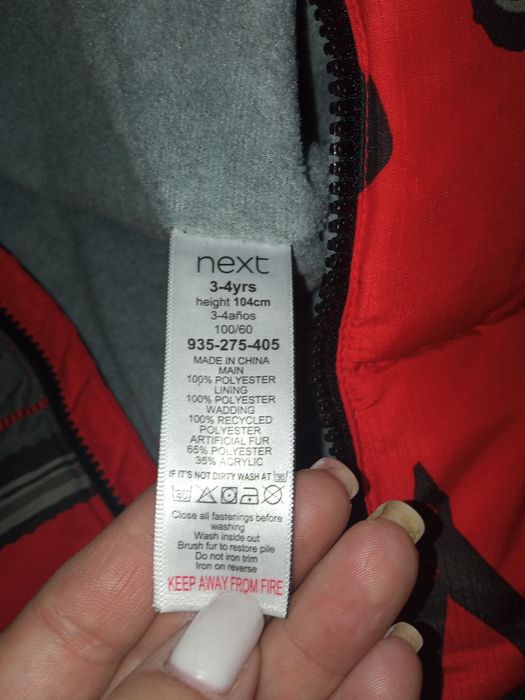 next
3-4yrs
height 104cm
3-4años
100/60
935-275-405
MADE IN CHINA
MAIN
100% POLYESTER
LINING
100% POLYESTER
WADDING
100% RECYCLED
POLYESTER
ARTIFICIAL FUR
65% POLYESTER
35% ACRYLIC
IF IT'S NOT DIRTY WASH AT
Close all fastenings before
washing
Wash inside out
Brush fur to restore pile
Do not iron trim
Iron on reverse
KEEP AWAY FROM FIRE